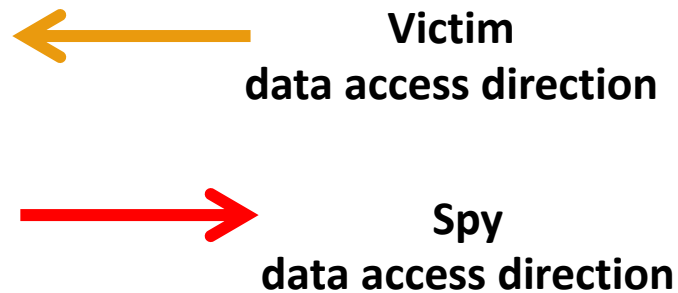 Victim
data access direction
Spy
data access direction